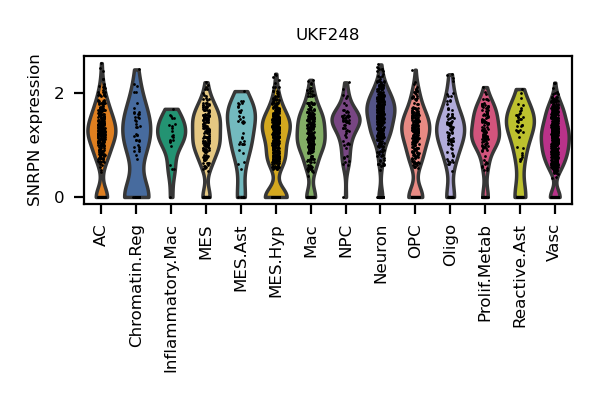 UKF248
SNRPN expression
2
0
AC
Chromatin.Reg
Inflammatory.Mac
MES
MES.Ast
MES.Hyp
Mac
NPC
Neuron
OPC
Oligo
Prolif.Metab
Reactive.Ast
Vasc